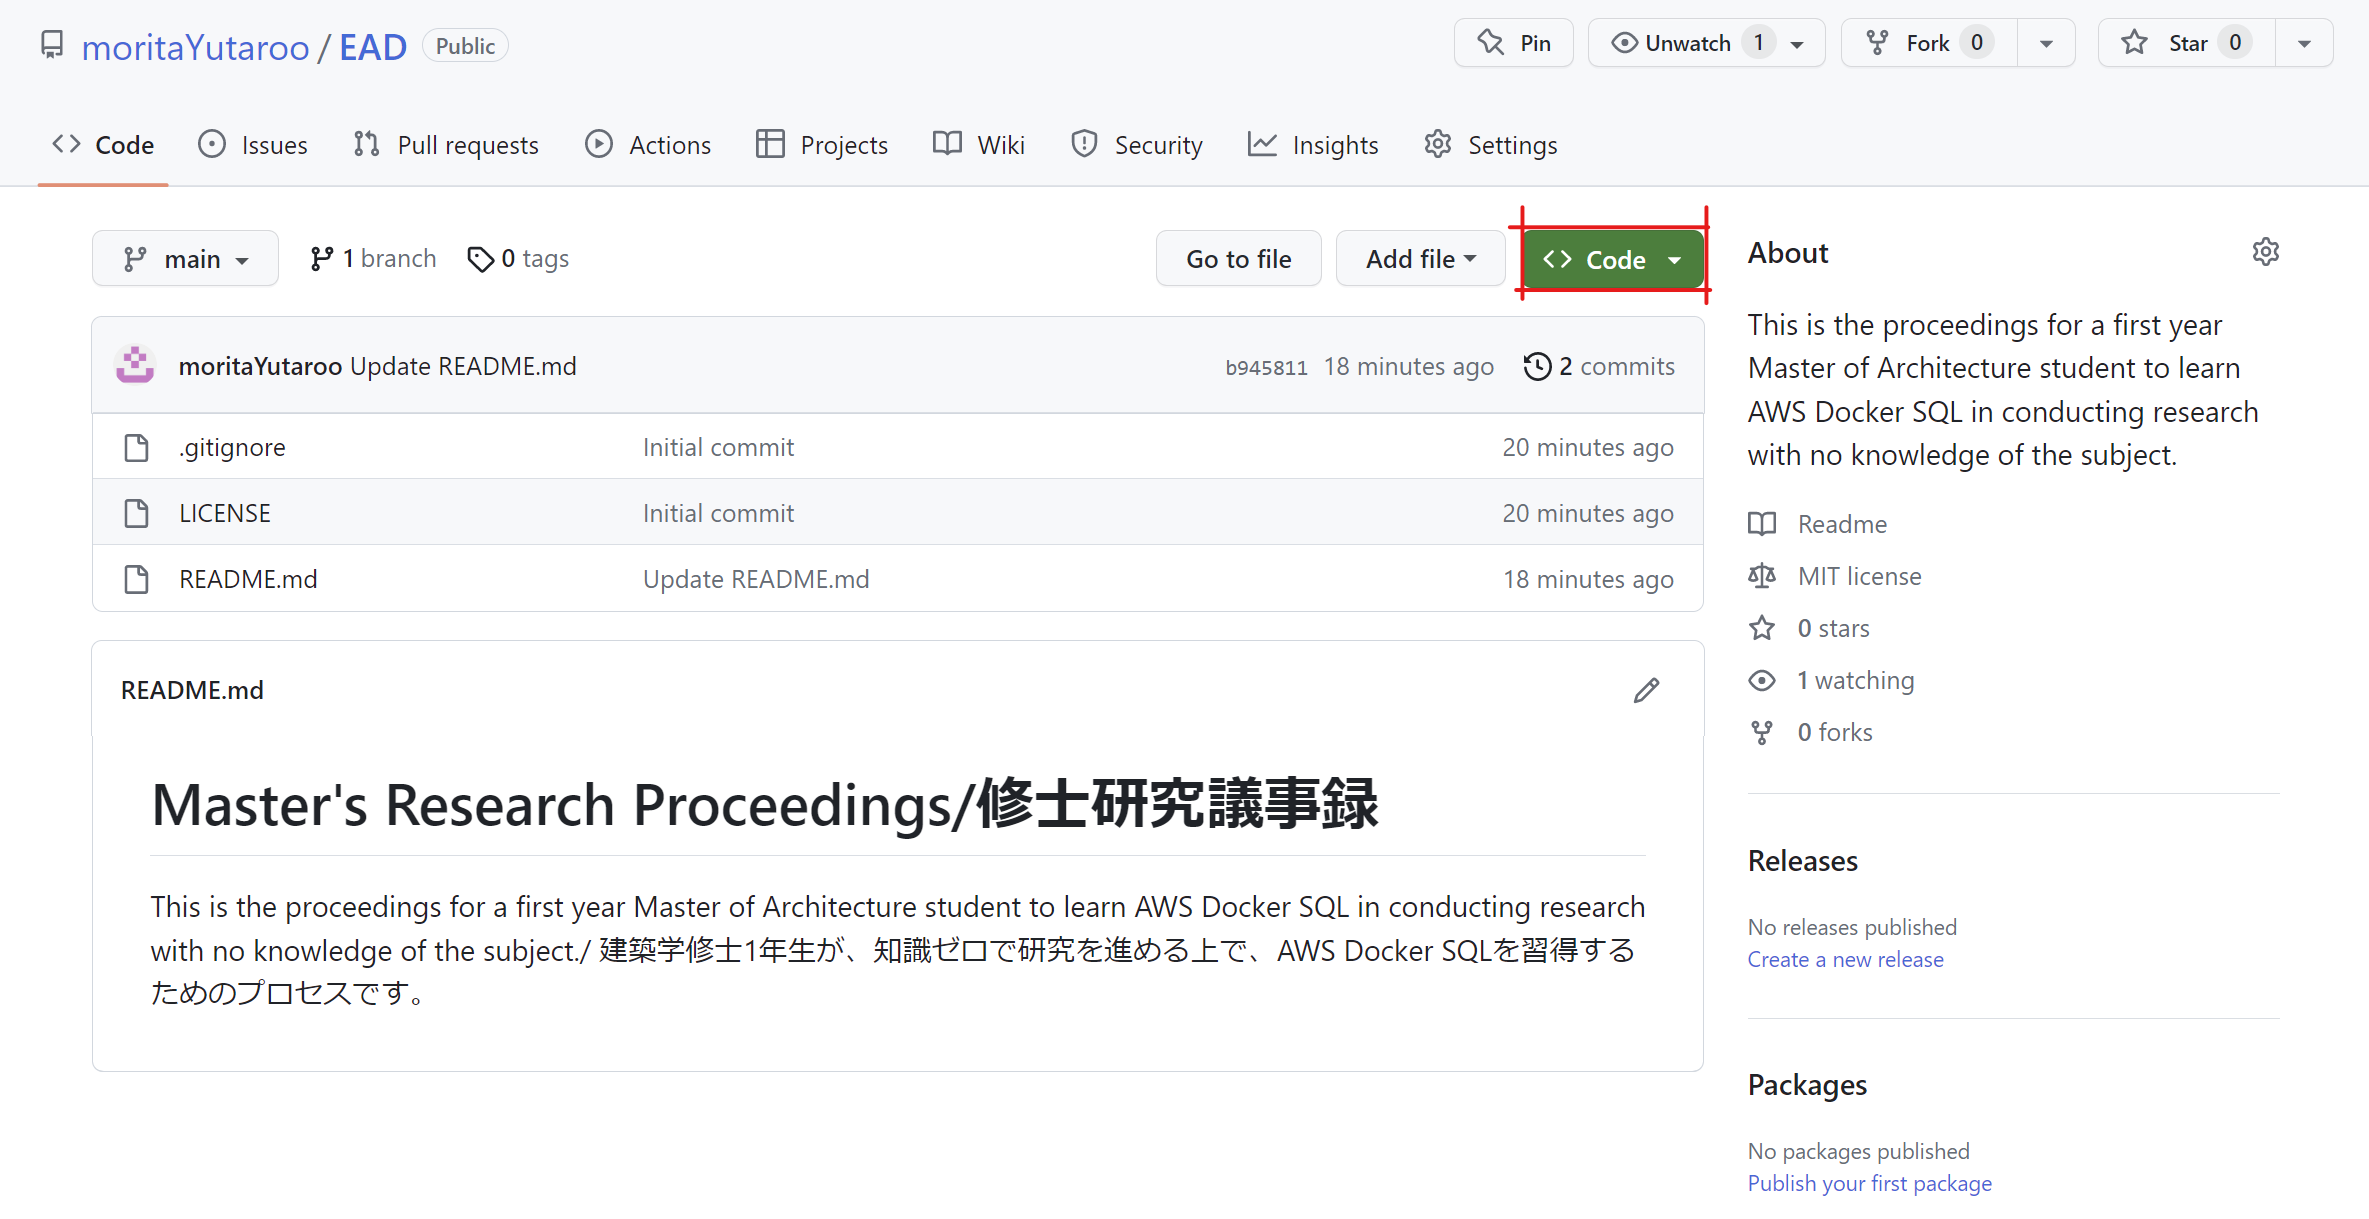 moritaYutaroo / EAD Public
Pin Unwatch 1 Fork 0 Star 0
Code Issues Pull requests Actions Projects Wiki Security Insights Settings
main 1 branch 0 tags Go to file Add file Code
moritaYutaroo Update README.md b945811 18 minutes ago 2 commits
.gitignore Initial commit 20 minutes ago
LICENSE Initial commit 20 minutes ago
README.md Update README.md 18 minutes ago
README.md
Master's Research Proceedings/修士研究議事録
This is the proceedings for a first year Master of Architecture student to learn AWS Docker SQL in conducting research
with no knowledge of the subject./ 建築学修士1年生が、知識ゼロで研究を進める上で、AWS Docker SQLを習得する
ためのプロセスです。
About
This is the proceedings for a first year
Master of Architecture student to learn
AWS Docker SQL in conducting research
with no knowledge of the subject.
Readme
MIT license
0 stars
1 watching
0 forks
Releases
No releases published
Create a new release
Packages
No packages published
Publish your first package